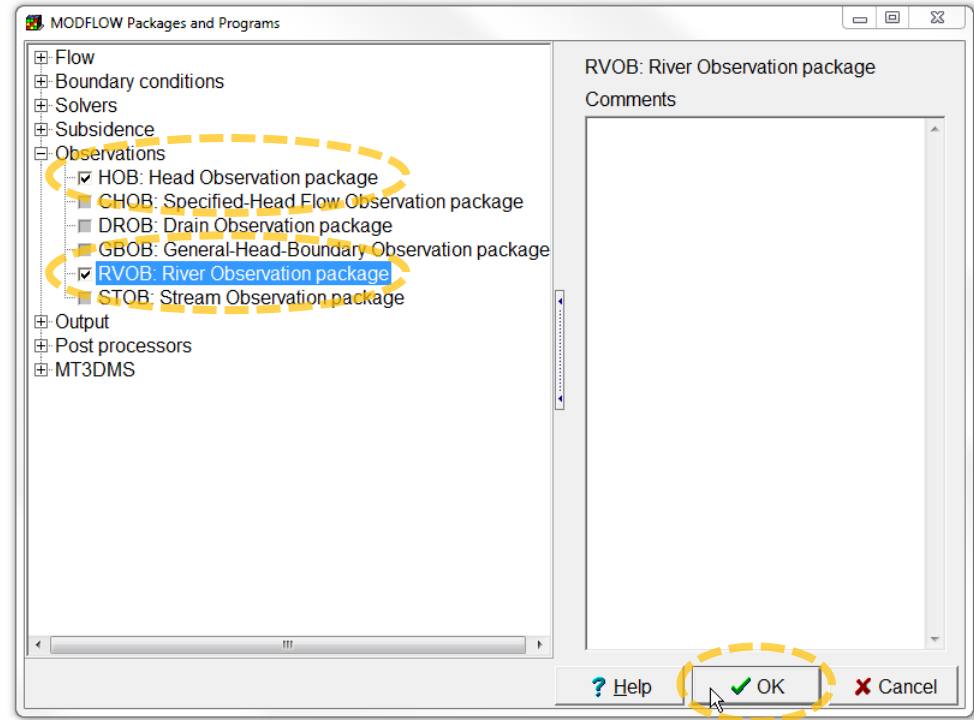 MODFLOW Packages and Programs
Flow
Boundary conditions
Solvers
Subsidence
Observations
HOB: Head Observation package
CHOB: Specified-Head Flow Observation package
DROB: Drain Observation package
GBOB: General-Head-Boundary Observation package
RVOB: River Observation package
STOB: Stream Observation package
Output
Post processors
MT3DMS
RVOB: River Observation package
Comments
? Help
OK
Cancel